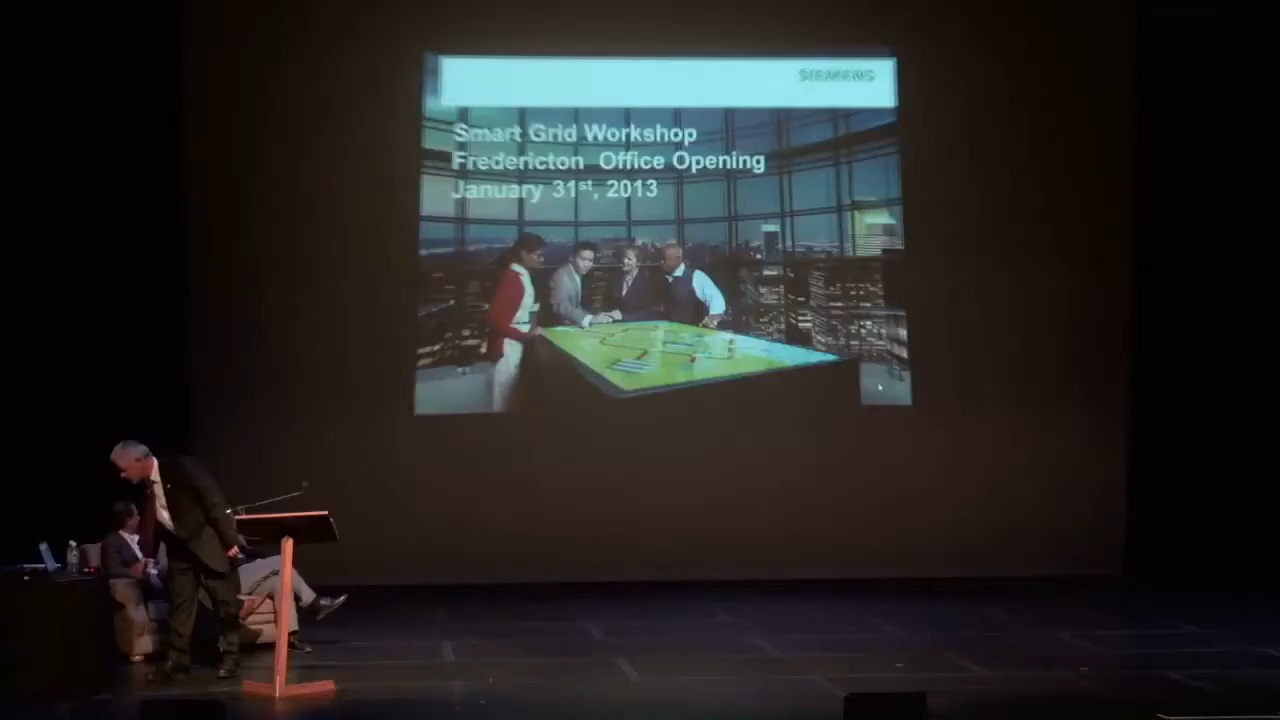 SIEMENS
Smart Grid Workshop
Fredericton Office Opening
January 31st, 2013